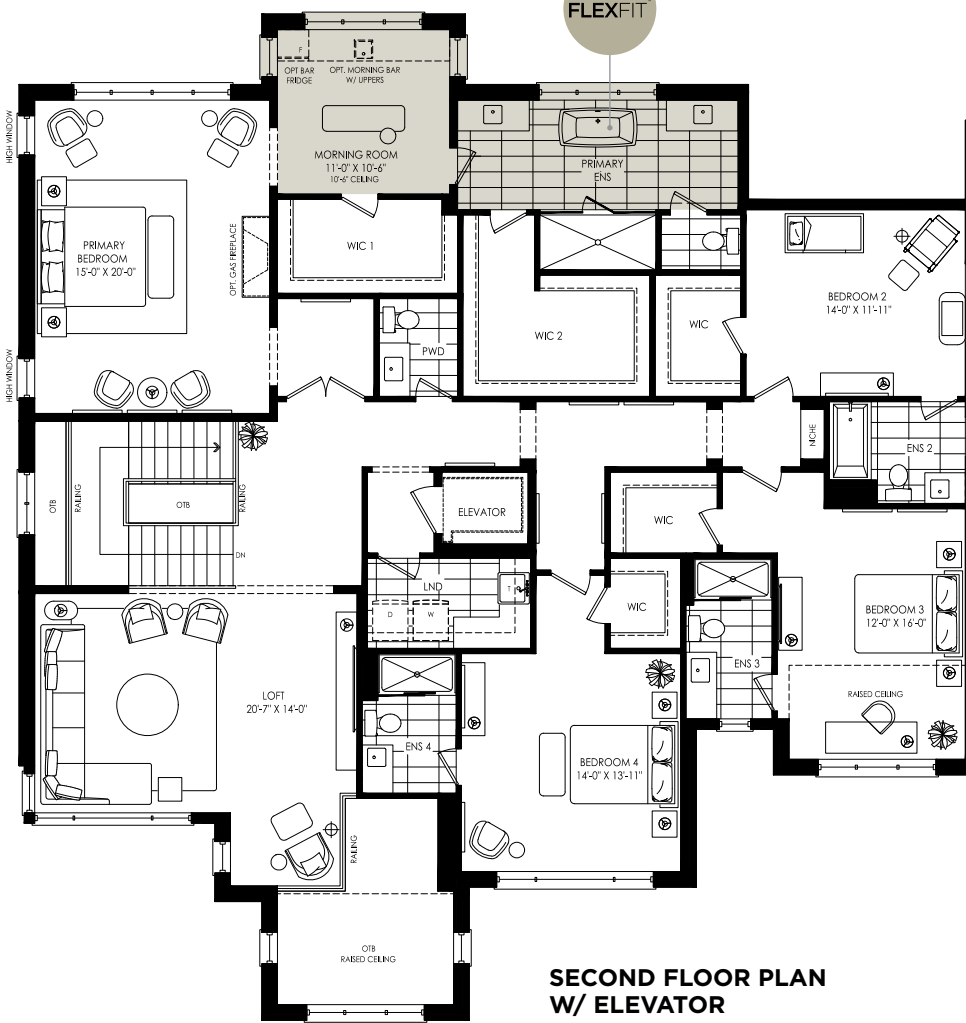 FLEXFIT
F
OPT BAR
FRIDGE
OPT. MORNING BAR
W/ UPPERS
HIGH WINDOW
MORNING ROOM
11'-0" X 10'-6"
10'-6" CEILING
PRIMARY
ENS
PRIMARY
BEDROOM
15'-0" X 20'-0"
OPT. GAS FIREPLACE
WIC 1
BEDROOM 2
14'-0" X 11'-11"
WIC 2
WIC
PWD
HIGH WINDOW
NICHE
ENS 2
OTB
RAILING
OTB
RAILING
DN
ELEVATOR
WIC
LND
D
W
T
WIC
BEDROOM 3
12'-0" X 16'-0"
ENS 3
RAISED CEILING
LOFT
20'-7" X 14'-0"
ENS 4
BEDROOM 4
14'-0" X 13'-11"
RAILING
OTB
RAISED CEILING
SECOND FLOOR PLAN
W/ ELEVATOR